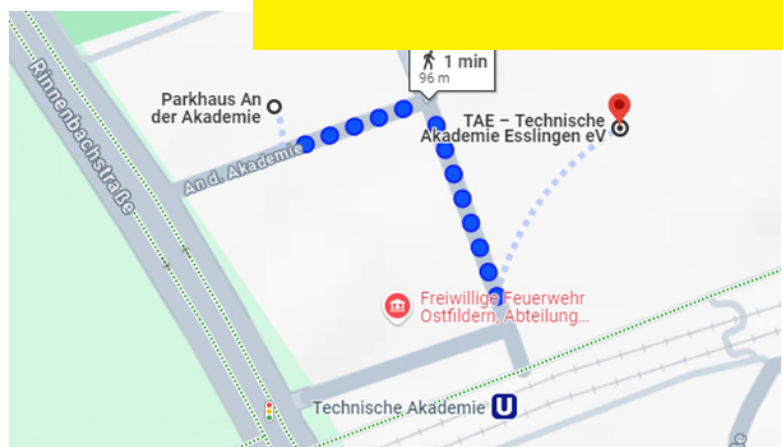 1 min
96 m
Parkhaus An
der Akademie
TAE – Technische
Akademie Esslingen eV
Rinnenbachstraße
An d. Akademie
Freiwillige Feuerwehr
Ostfildern, Abteilung...
Technische Akademie U